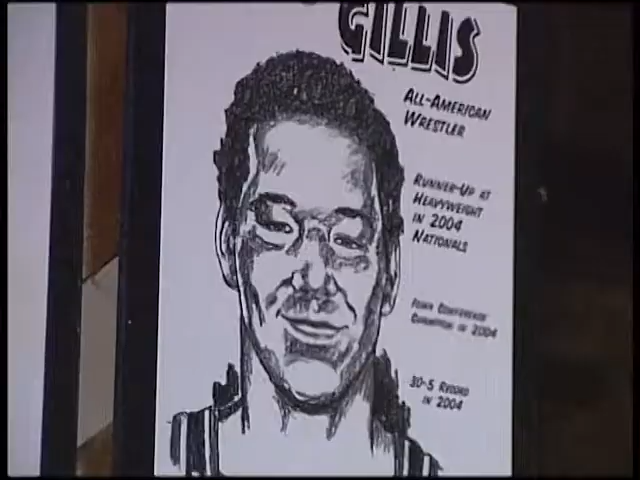 GILLIS
ALL-AMERICAN
WRESTLER
RUNNER-UP AT
HEAVYWEIGHT
IN 2004
NATIONALS
IOWA CONFERENCE
CHAMPION IN 2004
30-5 RECORD
IN 2004